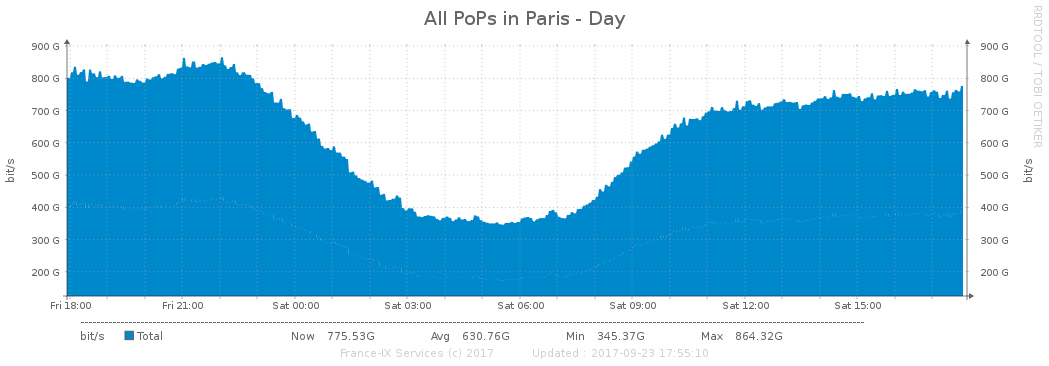 All PoPs in Paris - Day
RRDTOOL / TOBI OETIKER
bit/s
900 G
800 G
700 G
600 G
500 G
400 G
300 G
200 G
900 G
800 G
700 G
600 G
500 G
400 G
300 G
200 G
bit/s
Fri 18:00 Fri 21:00 Sat 00:00 Sat 03:00 Sat 06:00 Sat 09:00 Sat 12:00 Sat 15:00
bit/s Total Now 775.53G Avg 630.76G Min 345.37G Max 864.32G
France-IX Services (c) 2017 Updated : 2017-09-23 17:55:10